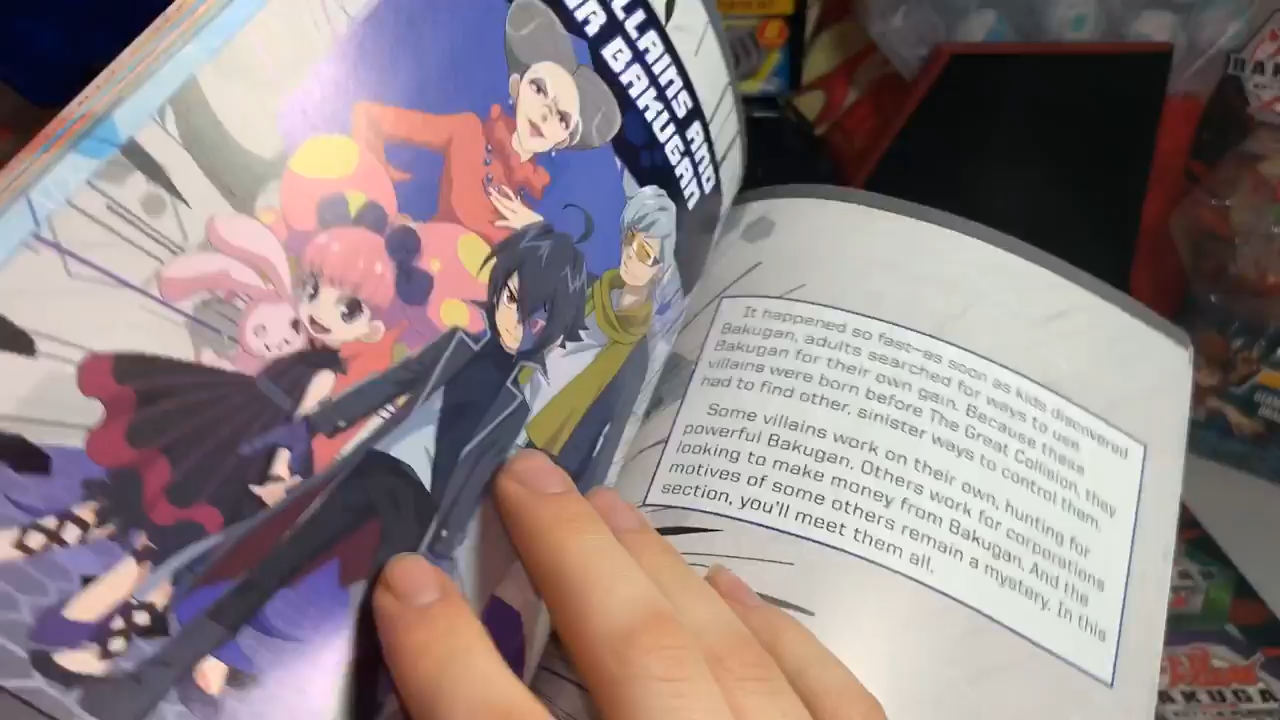 LLAINS AND
R BAKUGAN
It happened so fast–as soon as kids discovered
Bakugan, adults searched for ways to use
Bakugan for their own gain. Because these
villains were born before The Great Collision, they
had to find other, sinister ways to control them.
Some villains work on their own, hunting for
powerful Bakugan. Others work for corporations
looking to make money from Bakugan. And the
motives of some others remain a mystery. In this
section, you'll meet them all.
BAK
BAKUGA